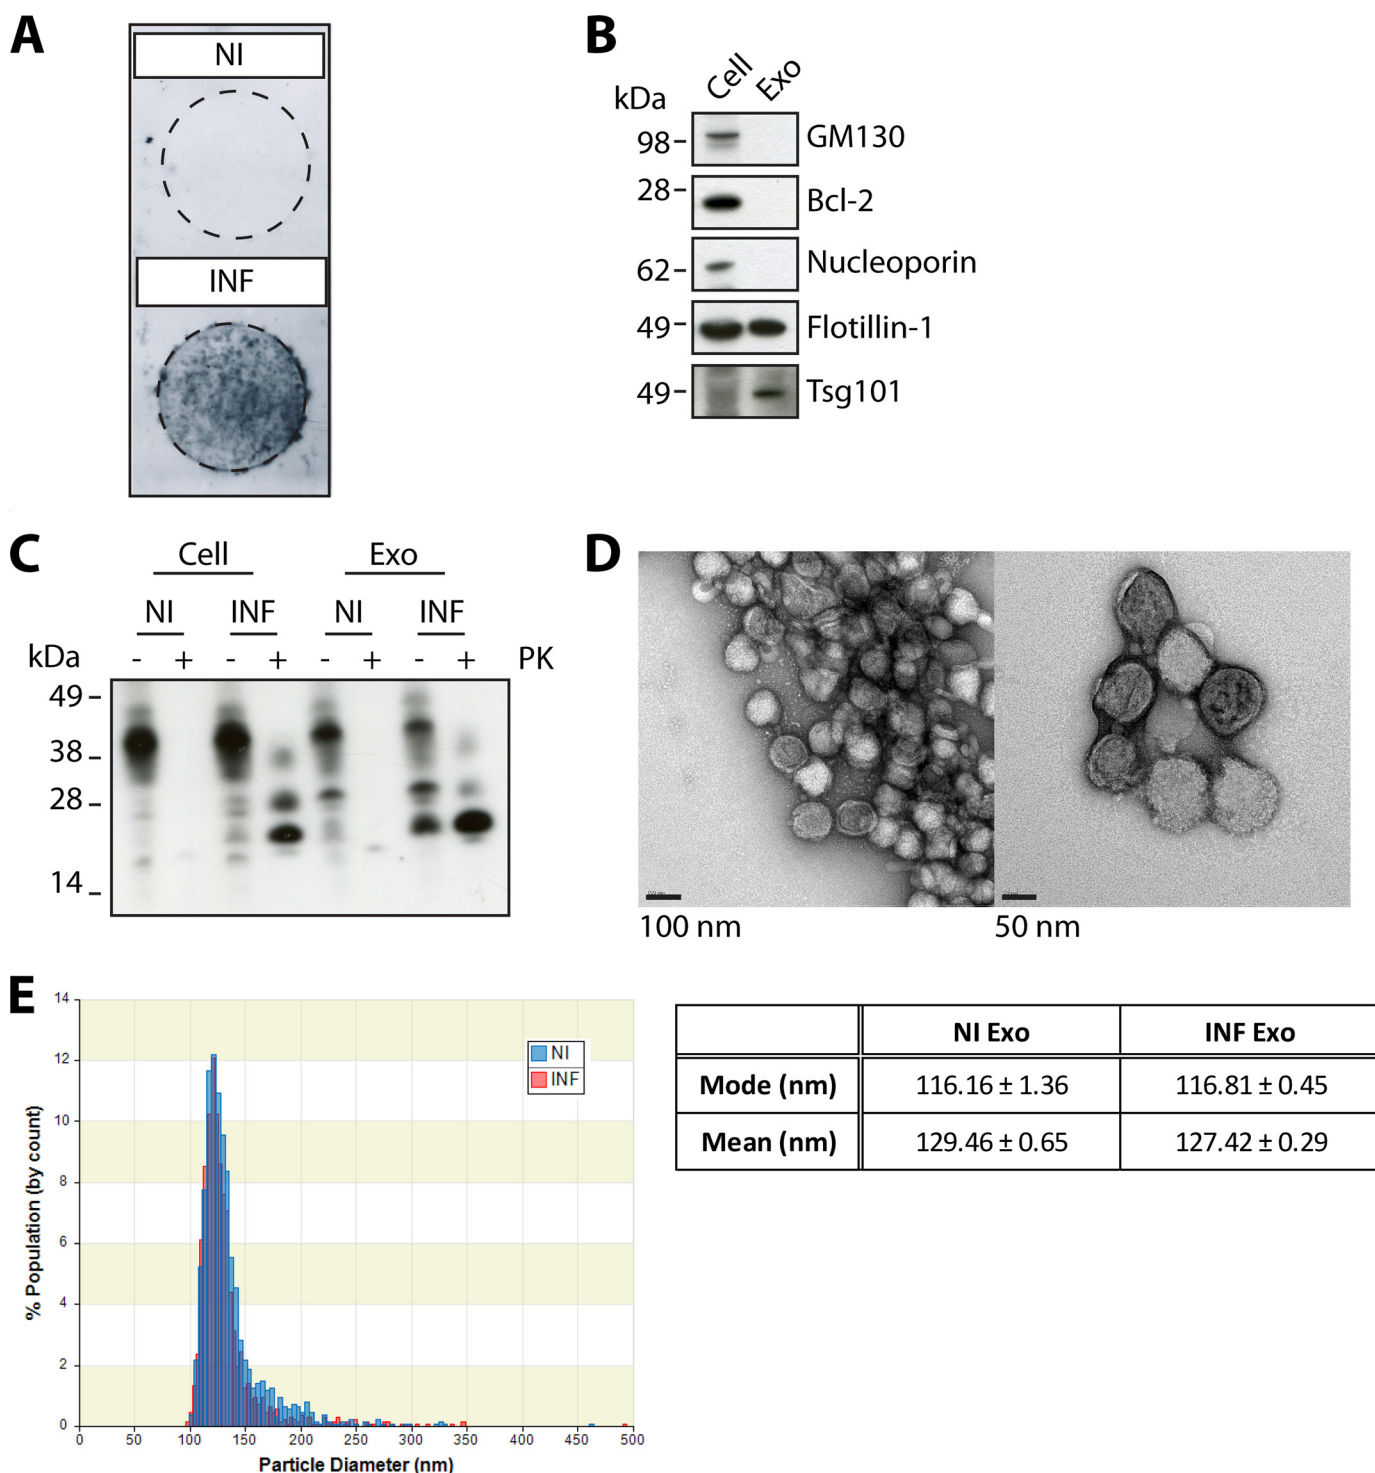 A
NI
INF
B
Cell Exo
kDa
98
GM130
28
Bcl-2
62
Nucleoporin
49
Flotillin-1
49
Tsg101
C
Cell Exo
NI INF NI INF
kDa - + - + - + - + PK
49
38
28
14
D
100 nm 50 nm
E
14
12
10
8
6
4
2
0
% Population (by count)
NI
INF
0 50 100 150 200 250 300 350 400 450 500
Particle Diameter (nm)
NI Exo INF Exo
Mode (nm) 116.16 ± 1.36 116.81 ± 0.45
Mean (nm) 129.46 ± 0.65 127.42 ± 0.29